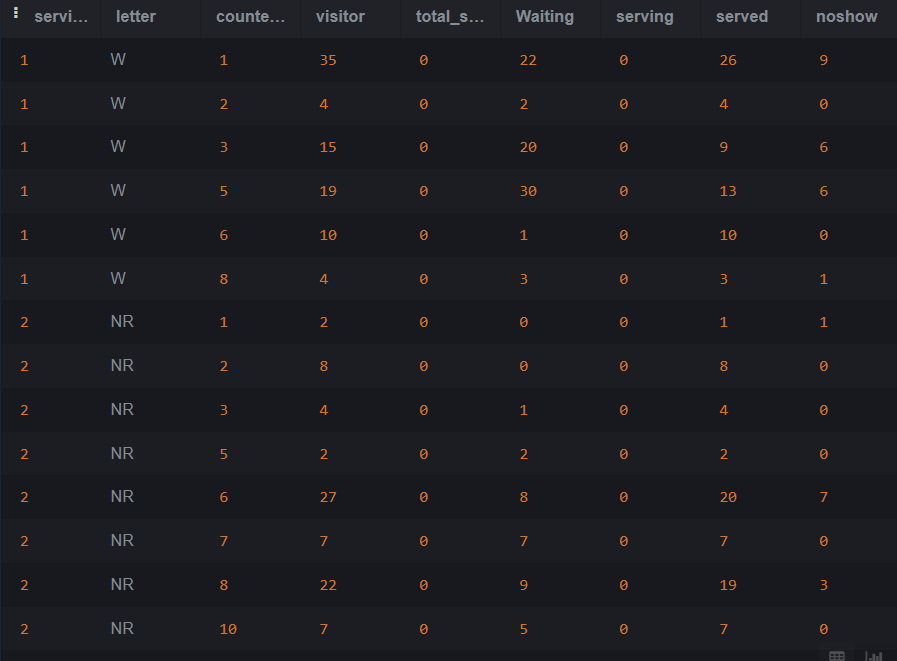 servi... letter counte... visitor total_s... Waiting serving served noshow
1 W 1 35 0 22 0 26 9
1 W 2 4 0 2 0 4 0
1 W 3 15 0 20 0 9 6
1 W 5 19 0 30 0 13 6
1 W 6 10 0 1 0 10 0
1 W 8 4 0 3 0 3 1
2 NR 1 2 0 0 0 1 1
2 NR 2 8 0 0 0 8 0
2 NR 3 4 0 1 0 4 0
2 NR 5 2 0 2 0 2 0
2 NR 6 27 0 8 0 20 7
2 NR 7 7 0 7 0 7 0
2 NR 8 22 0 9 0 19 3
2 NR 10 7 0 5 0 7 0